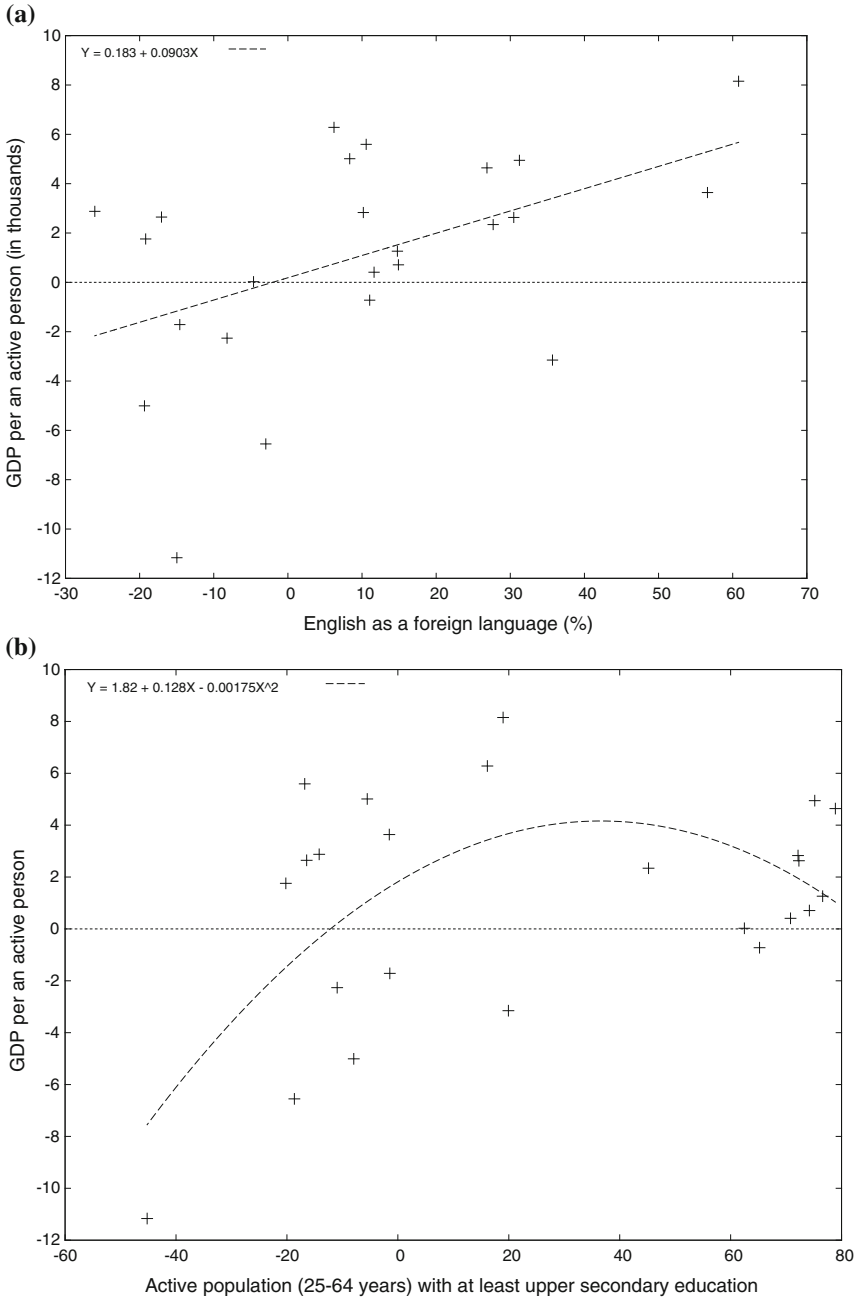 (a)
Y = 0.183 + 0.0903X
10
8
6
4
2
0
-2
-4
-6
-8
-10
-12
GDP per an active person (in thousands)
-30 -20 -10 0 10 20 30 40 50 60 70
English as a foreign language (%)
(b)
Y = 1.82 + 0.128X - 0.00175X^2
10
8
6
4
2
0
-2
-4
-6
-8
-10
-12
GDP per an active person
-60 -40 -20 0 20 40 60 80
Active population (25-64 years) with at least upper secondary education